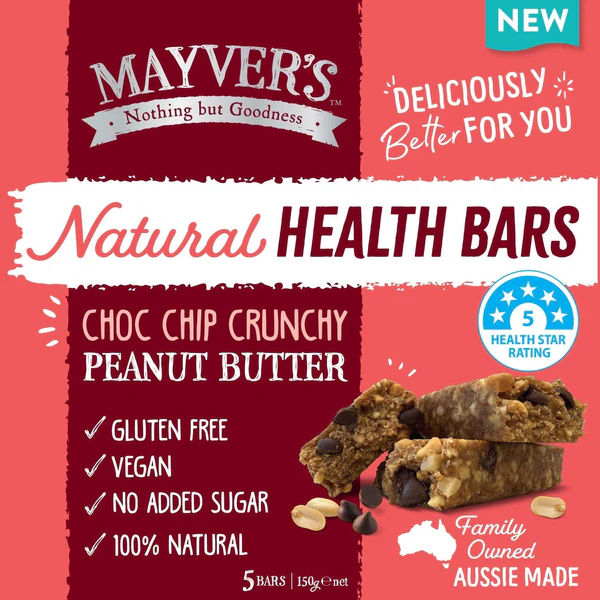 NEW
MAYVER'S™
• Nothing but Goodness •
DELICIOUSLY
Better FOR YOU
Natural HEALTH BARS
CHOC CHIP CRUNCHY
PEANUT BUTTER
5
HEALTH STAR
RATING
✓ GLUTEN FREE
✓ VEGAN
✓ NO ADDED SUGAR
✓ 100% NATURAL
Family
Owned
AUSSIE MADE
5 BARS | 150g ℮ net